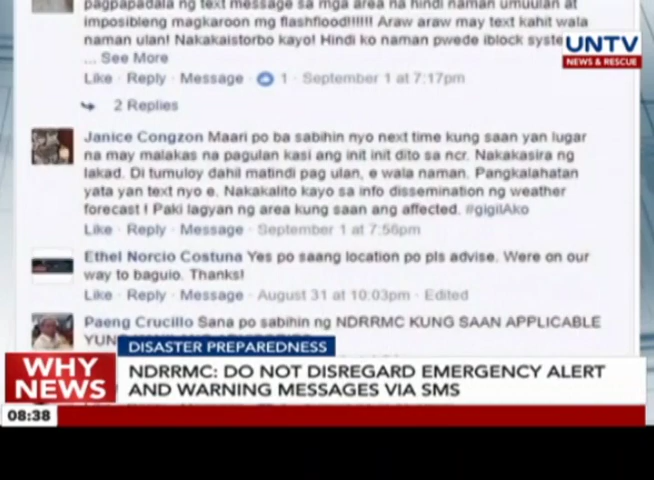 pagpapadala ng text message sa mga area na hindi naman umuulan at
imposibleng magkaroon mg flashflood!!!!!! Araw araw may text kahit wala
naman ulan! Nakakaistorbo kayo! Hindi ko naman pwede iblock
... See More
Like · Reply · Message · 1 · September 1 at 7:17pm
2 Replies
Janice Congzon Maari po ba sabihin nyo next time kung saan yan lugar
na may malakas na pagulan kasi ang init init dito sa ncr. Nakakasira ng
lakad. Di tumuloy dahil matindi pag ulan, e wala naman. Pangkalahatan
yata yan text nyo e. Nakakalito kayo sa info dissemination ng weather
forecast ! Paki lagyan ng area kung saan ang affected. #gigilAko
Like · Reply · Message · September 1 at 7:56pm
Ethel Norcio Costuna Yes po saang location po pls advise. Were on our
way to baguio. Thanks!
Like · Reply · Message · August 31 at 10:03pm · Edited
Paeng Crucillo Sana po sabihin ng NDRRMC KUNG SAAN APPLICABLE
UNTV
NEWS & RESCUE
DISASTER PREPAREDNESS
WHY
NEWS
NDRRMC: DO NOT DISREGARD EMERGENCY ALERT
AND WARNING MESSAGES VIA SMS
08:38